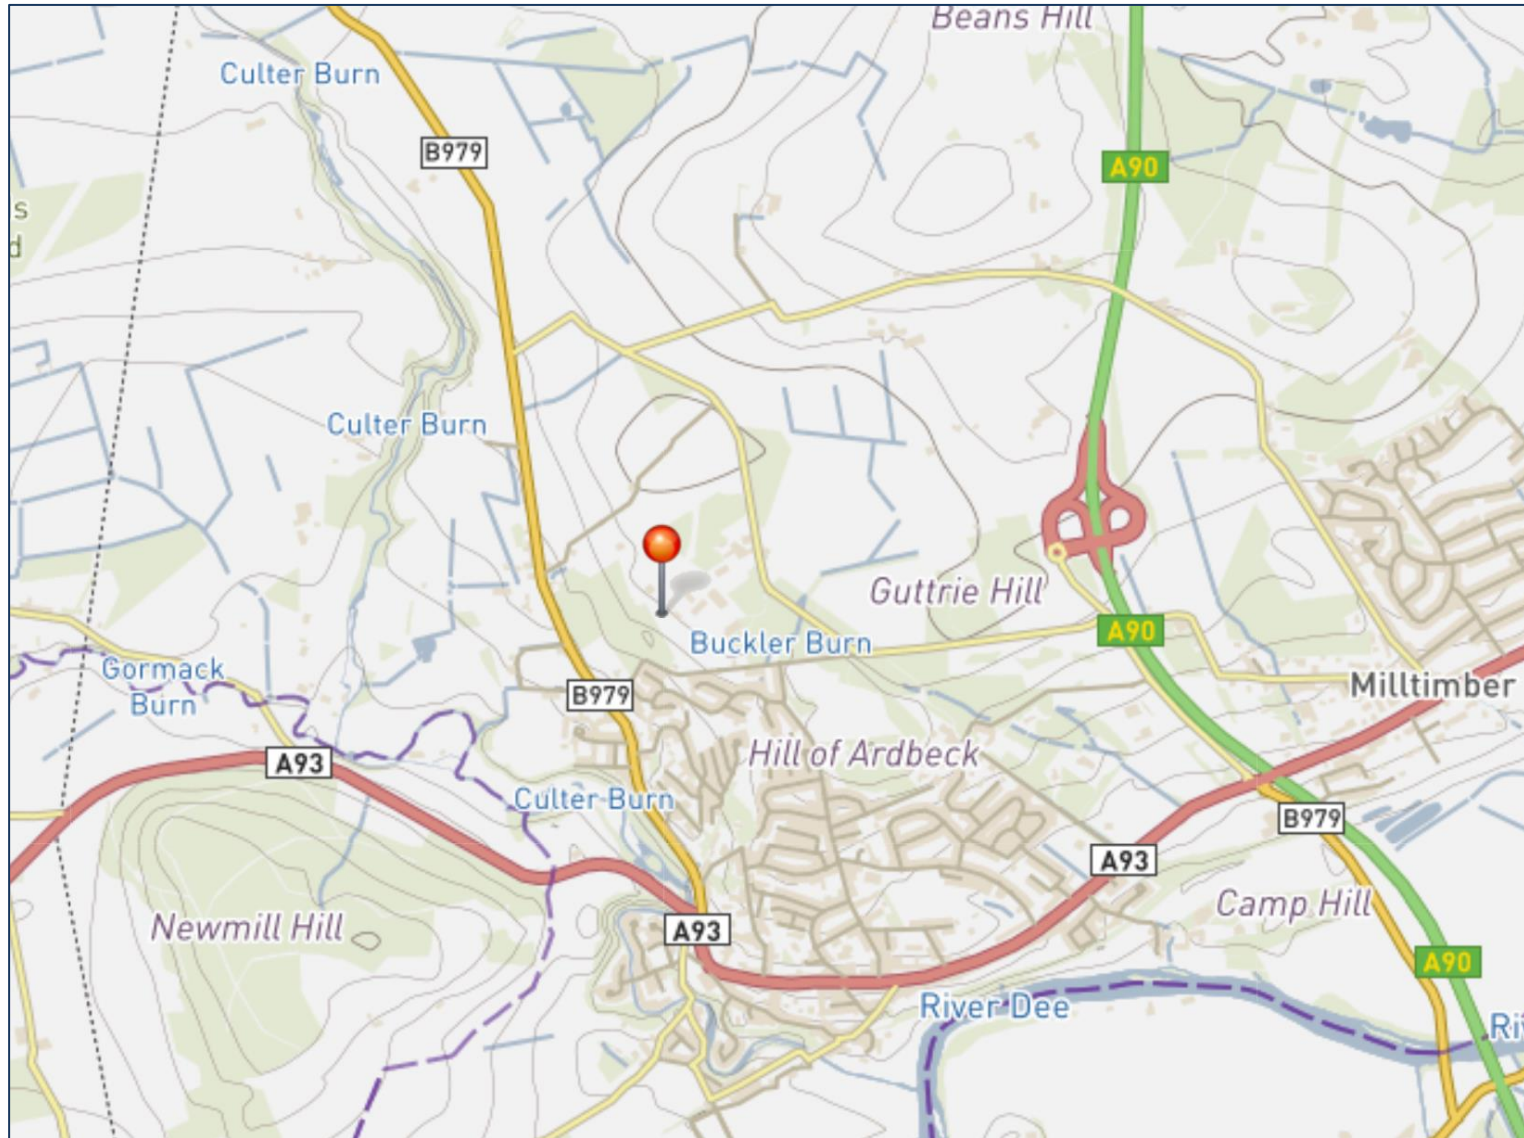 Beans Hill
Culter Burn
B979
A90
s
d
Culter Burn
Guttrie Hill
A90
Buckler Burn
Gormack
Burn
B979
Milltimber
Hill of Ardbeck
A93
Culter Burn
B979
A93
Camp Hill
Newmill Hill
A93
A90
River Dee
Ri